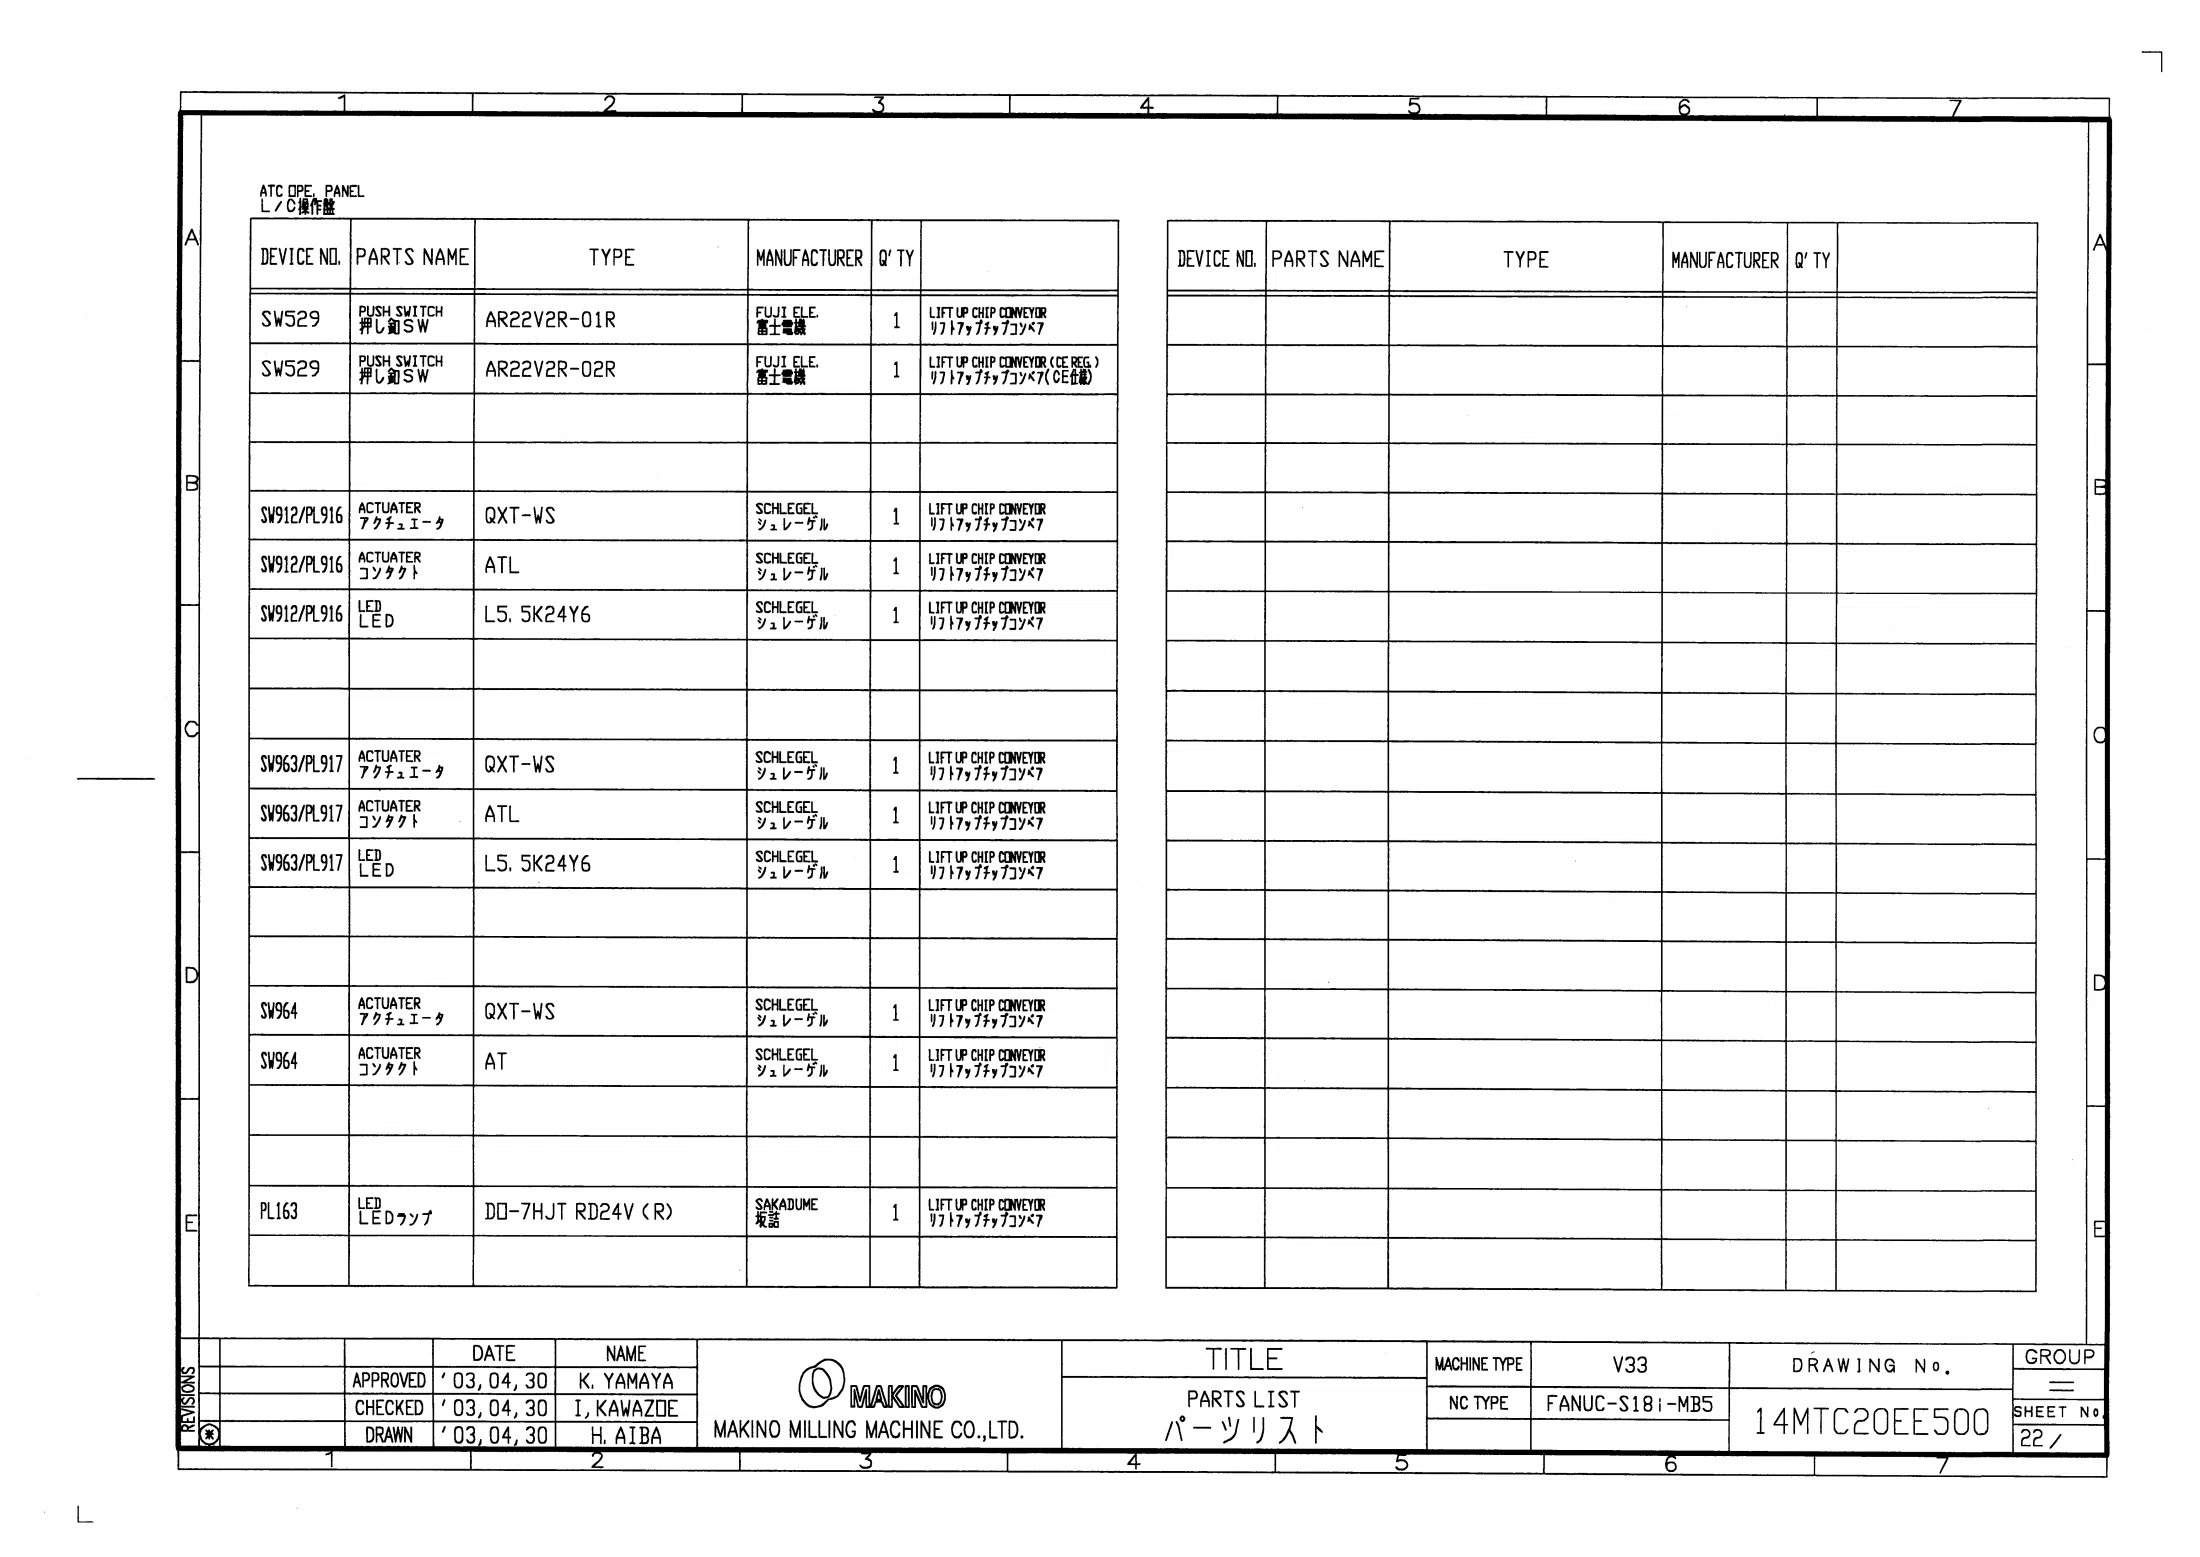 1 2 3 4 5 6 7
ATC OPE. PANEL
L/C操作盤
DEVICE NO. PARTS NAME TYPE MANUFACTURER Q'TY
SW529 PUSH SWITCH 押し釦SW AR22V2R-01R FUJI ELE. 富士電機 1 LIFT UP CHIP CONVEYOR リフトアップチップコンベア
SW529 PUSH SWITCH 押し釦SW AR22V2R-02R FUJI ELE. 富士電機 1 LIFT UP CHIP CONVEYOR (CE REG.) リフトアップチップコンベア(CE仕様)
SW912/PL916 ACTUATER アクチュエータ QXT-WS SCHLEGEL シュレーゲル 1 LIFT UP CHIP CONVEYOR リフトアップチップコンベア
SW912/PL916 ACTUATER コンタクト ATL SCHLEGEL シュレーゲル 1 LIFT UP CHIP CONVEYOR リフトアップチップコンベア
SW912/PL916 LED LED L5. 5K24Y6 SCHLEGEL シュレーゲル 1 LIFT UP CHIP CONVEYOR リフトアップチップコンベア
SW963/PL917 ACTUATER アクチュエータ QXT-WS SCHLEGEL シュレーゲル 1 LIFT UP CHIP CONVEYOR リフトアップチップコンベア
SW963/PL917 ACTUATER コンタクト ATL SCHLEGEL シュレーゲル 1 LIFT UP CHIP CONVEYOR リフトアップチップコンベア
SW963/PL917 LED LED L5. 5K24Y6 SCHLEGEL シュレーゲル 1 LIFT UP CHIP CONVEYOR リフトアップチップコンベア
SW964 ACTUATER アクチュエータ QXT-WS SCHLEGEL シュレーゲル 1 LIFT UP CHIP CONVEYOR リフトアップチップコンベア
SW964 ACTUATER コンタクト AT SCHLEGEL シュレーゲル 1 LIFT UP CHIP CONVEYOR リフトアップチップコンベア
PL163 LED LEDランプ DO-7HJT RD24V (R) SAKADUME 坂詰 1 LIFT UP CHIP CONVEYOR リフトアップチップコンベア
DEVICE NO. PARTS NAME TYPE MANUFACTURER Q'TY
A A
B B
C C
D D
E E
REVISIONS
DATE NAME
APPROVED '03,04,30 K. YAMAYA
CHECKED '03,04,30 I,KAWAZOE
DRAWN '03,04,30 H. AIBA
MAKINO
MAKINO MILLING MACHINE CO.,LTD.
TITLE
PARTS LIST
パーツリスト
MACHINE TYPE V33
NC TYPE FANUC-S18i-MB5
DRAWING No.
14MTC20EE500
GROUP
=
SHEET No.
22/
1 2 3 4 5 6 7